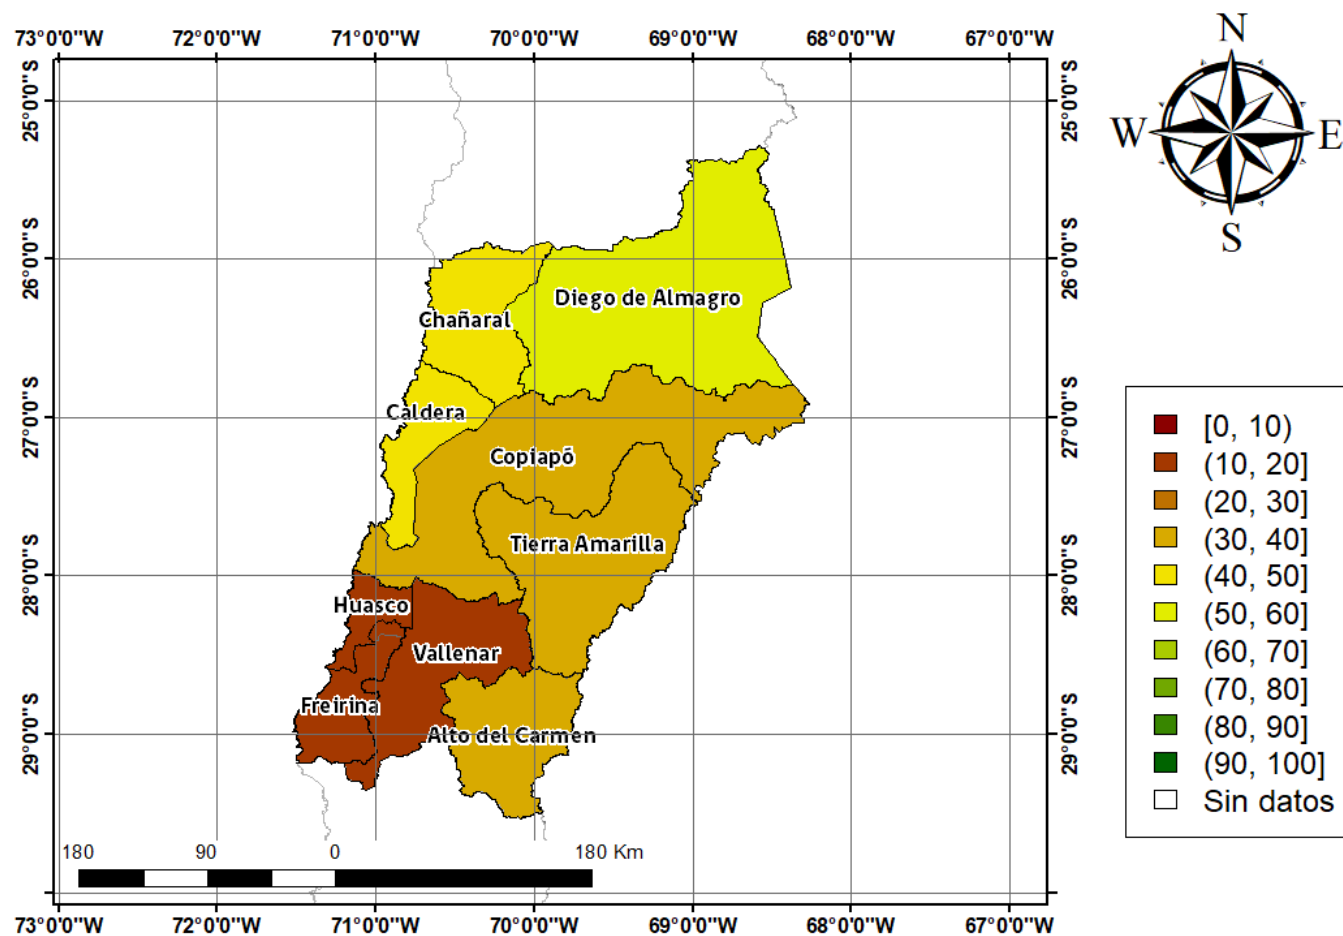 73°0'0"W 72°0'0"W 71°0'0"W 70°0'0"W 69°0'0"W 68°0'0"W 67°0'0"W
N
W E
S
25°0'0"S 25°0'0"S
26°0'0"S 26°0'0"S
27°0'0"S 27°0'0"S
28°0'0"S 28°0'0"S
29°0'0"S 29°0'0"S
Diego de Almagro
Chañaral
Caldera
Copiapó
Tierra Amarilla
Huasco
Vallenar
Freirina
Alto del Carmen
[0, 10)
(10, 20]
(20, 30]
(30, 40]
(40, 50]
(50, 60]
(60, 70]
(70, 80]
(80, 90]
(90, 100]
Sin datos
180 90 0 180 Km
73°0'0"W 72°0'0"W 71°0'0"W 70°0'0"W 69°0'0"W 68°0'0"W 67°0'0"W